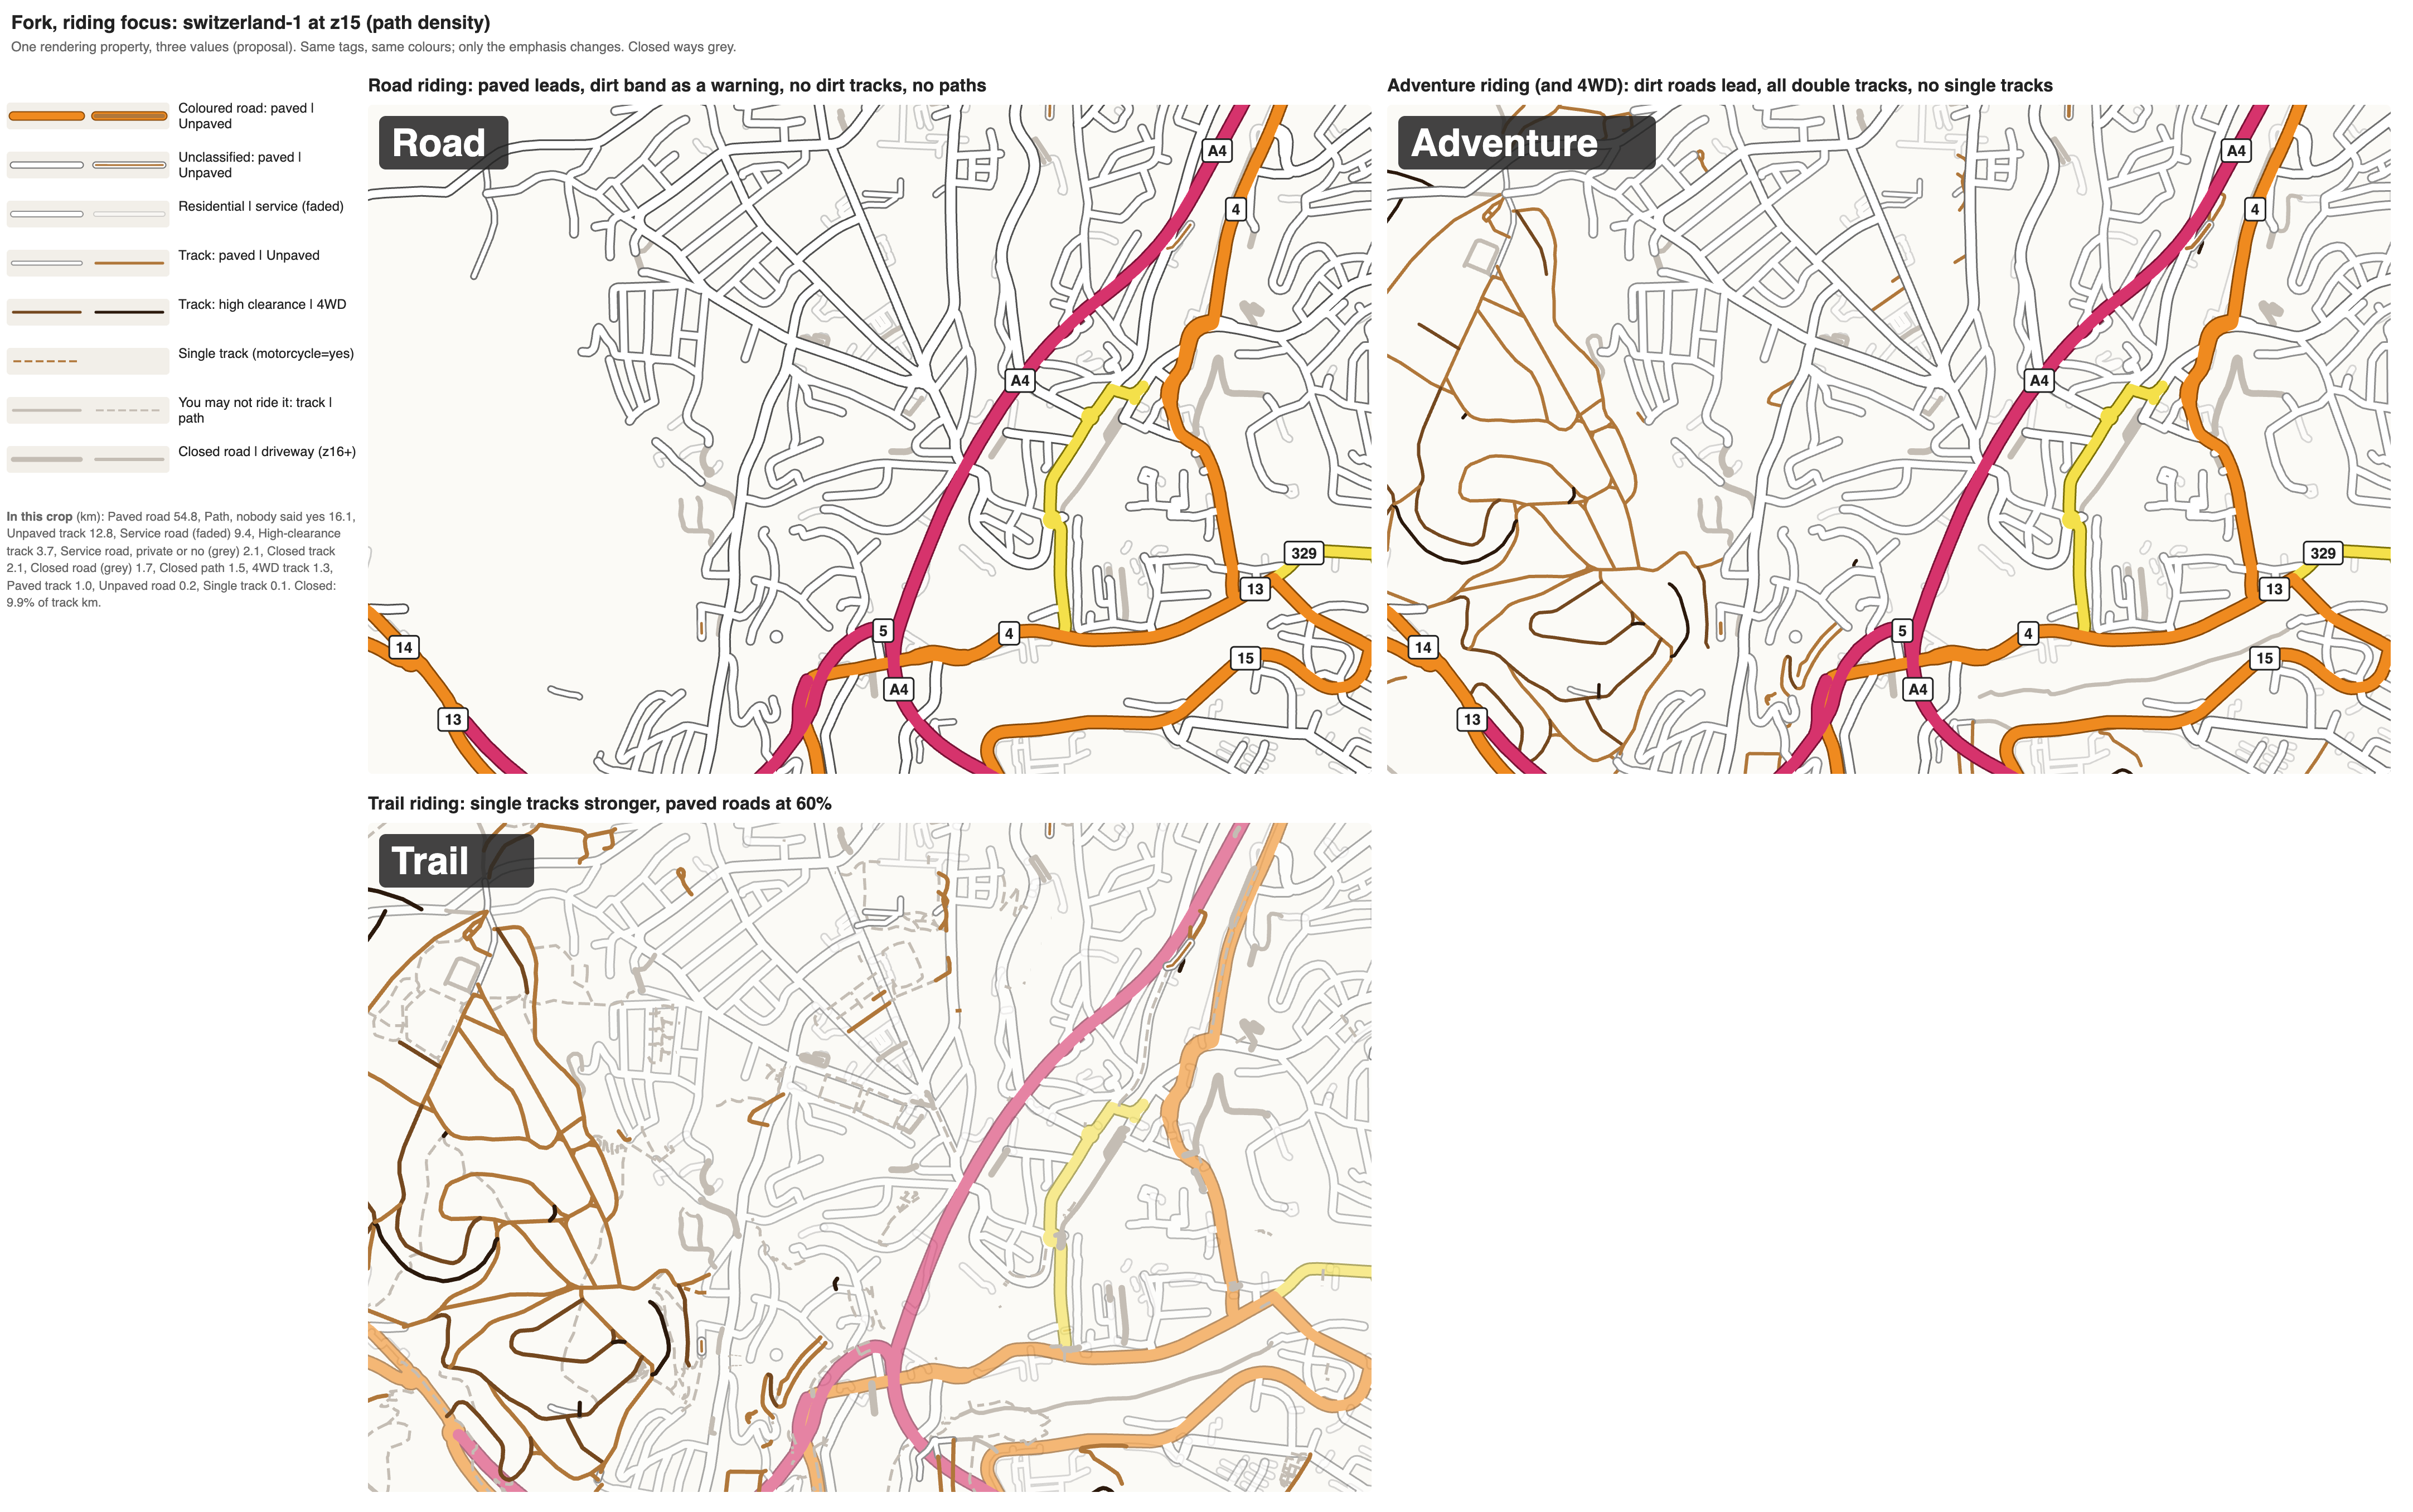 Fork, riding focus: switzerland-1 at z15 (path density)
One rendering property, three values (proposal). Same tags, same colours; only the emphasis changes. Closed ways grey.
Coloured road: paved |
Unpaved
Unclassified: paved |
Unpaved
Residential | service (faded)
Track: paved | Unpaved
Track: high clearance | 4WD
Single track (motorcycle=yes)
You may not ride it: track |
path
Closed road | driveway (z16+)
In this crop (km): Paved road 54.8, Path, nobody said yes 16.1,
Unpaved track 12.8, Service road (faded) 9.4, High-clearance
track 3.7, Service road, private or no (grey) 2.1, Closed track
2.1, Closed road (grey) 1.7, Closed path 1.5, 4WD track 1.3,
Paved track 1.0, Unpaved road 0.2, Single track 0.1. Closed:
9.9% of track km.
Road riding: paved leads, dirt band as a warning, no dirt tracks, no paths
Road
A4
4
A4
329
13
5
4
14
15
A4
13
Adventure riding (and 4WD): dirt roads lead, all double tracks, no single tracks
Adventure
A4
4
A4
329
13
5
4
14
15
A4
13
Trail riding: single tracks stronger, paved roads at 60%
Trail